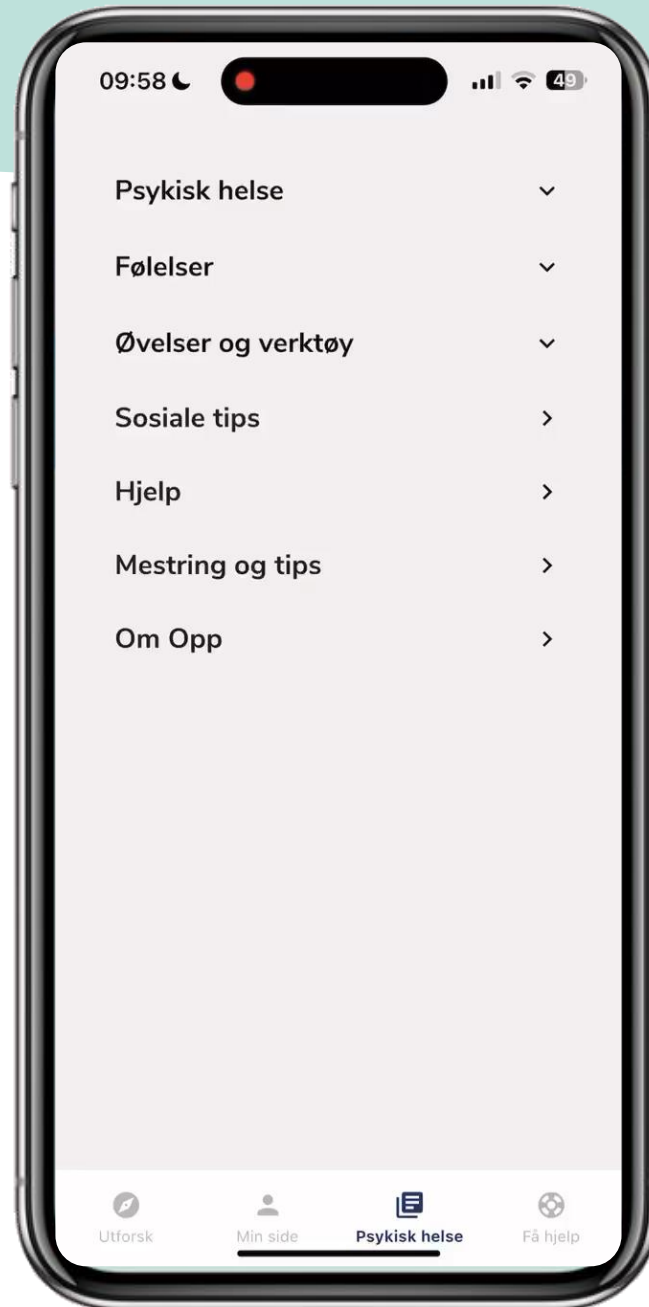 09:58
49
Psykisk helse
Følelser
Øvelser og verktøy
Sosiale tips
Hjelp
Mestring og tips
Om Opp
Utforsk
Min side
Psykisk helse
Få hjelp